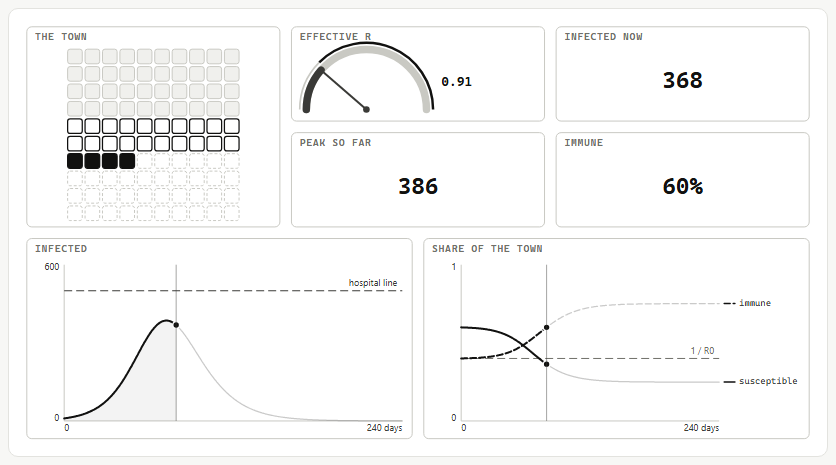 THE TOWN
EFFECTIVE R
0.91
INFECTED NOW
368
PEAK SO FAR
386
IMMUNE
60%
INFECTED
600
hospital line
0
0
240 days
SHARE OF THE TOWN
1
immune
1 / R0
susceptible
0
0
240 days